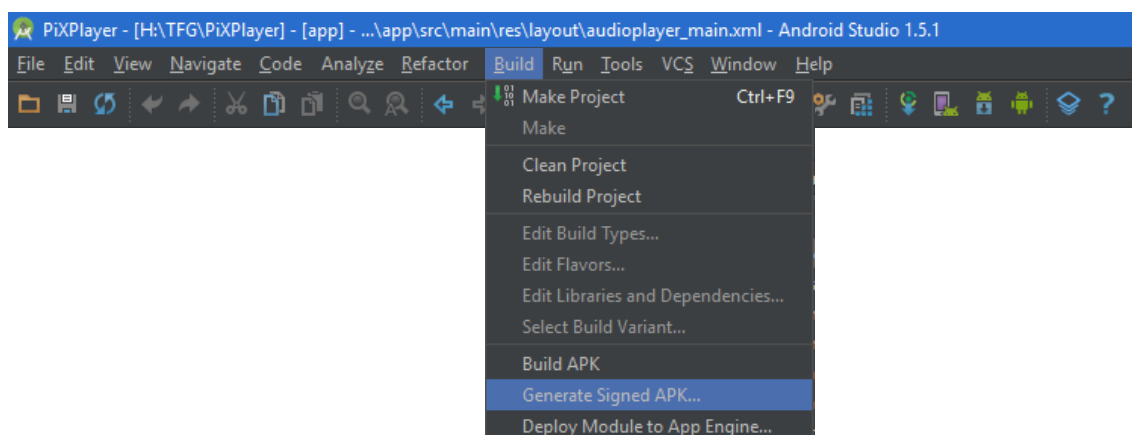 PiXPlayer - [H:\TFG\PiXPlayer] - [app] - ...\app\src\main\res\layout\audioplayer_main.xml - Android Studio 1.5.1
File Edit View Navigate Code Analyze Refactor Build Run Tools VCS Window Help
Make Project Ctrl+F9
Make
Clean Project
Rebuild Project
Edit Build Types...
Edit Flavors...
Edit Libraries and Dependencies...
Select Build Variant...
Build APK
Generate Signed APK...
Deploy Module to App Engine...